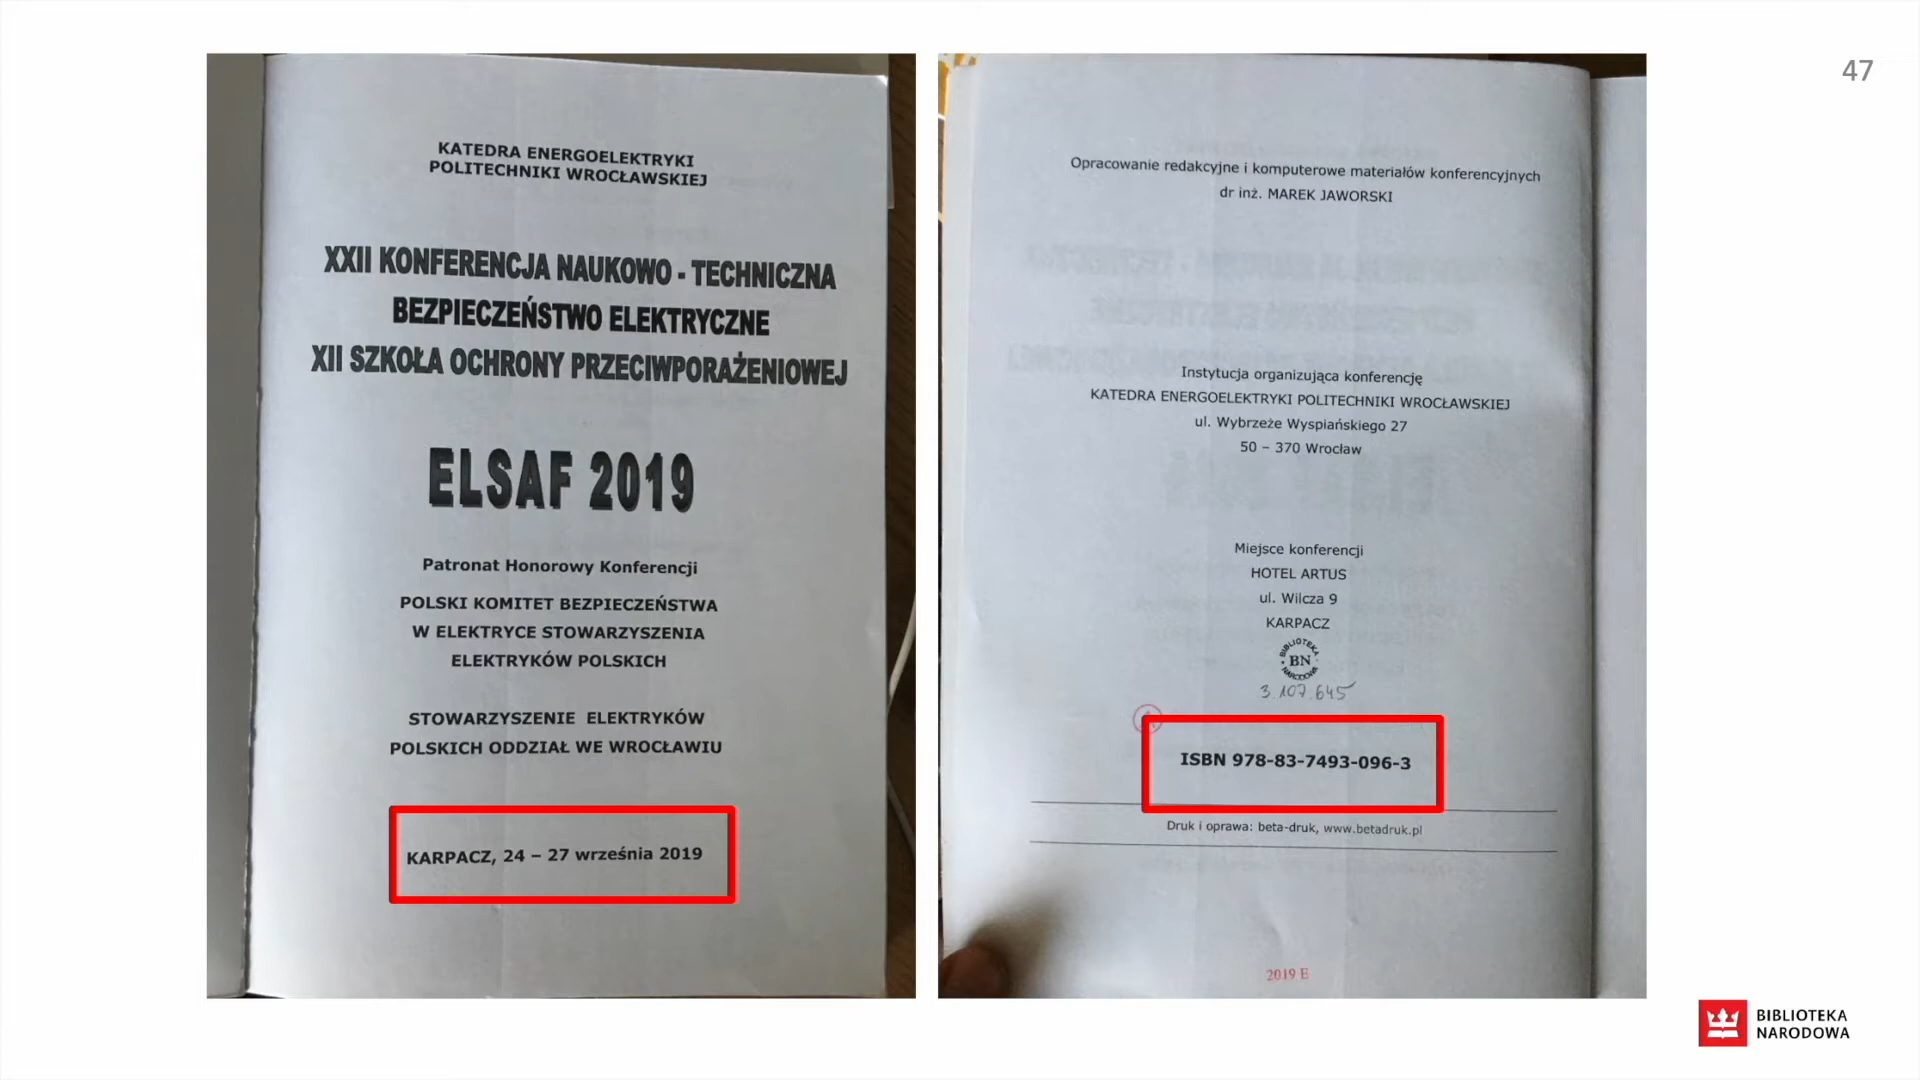 47
KATEDRA ENERGOELEKTRYKI
POLITECHNIKI WROCŁAWSKIEJ
XXII KONFERENCJA NAUKOWO - TECHNICZNA
BEZPIECZEŃSTWO ELEKTRYCZNE
XII SZKOŁA OCHRONY PRZECIWPORAŻENIOWEJ
ELSAF 2019
Patronat Honorowy Konferencji
POLSKI KOMITET BEZPIECZEŃSTWA
W ELEKTRYCE STOWARZYSZENIA
ELEKTRYKÓW POLSKICH
STOWARZYSZENIE ELEKTRYKÓW
POLSKICH ODDZIAŁ WE WROCŁAWIU
KARPACZ, 24 – 27 września 2019
Opracowanie redakcyjne i komputerowe materiałów konferencyjnych
dr inż. MAREK JAWORSKI
Instytucja organizująca konferencję
KATEDRA ENERGOELEKTRYKI POLITECHNIKI WROCŁAWSKIEJ
ul. Wybrzeże Wyspiańskiego 27
50 – 370 Wrocław
Miejsce konferencji
HOTEL ARTUS
ul. Wilcza 9
KARPACZ
BIBLIOTEKA
BN
NARODOWA
3.107.645
ISBN 978-83-7493-096-3
Druk i oprawa: beta-druk, www.betadruk.pl
2019 E
BIBLIOTEKA
NARODOWA